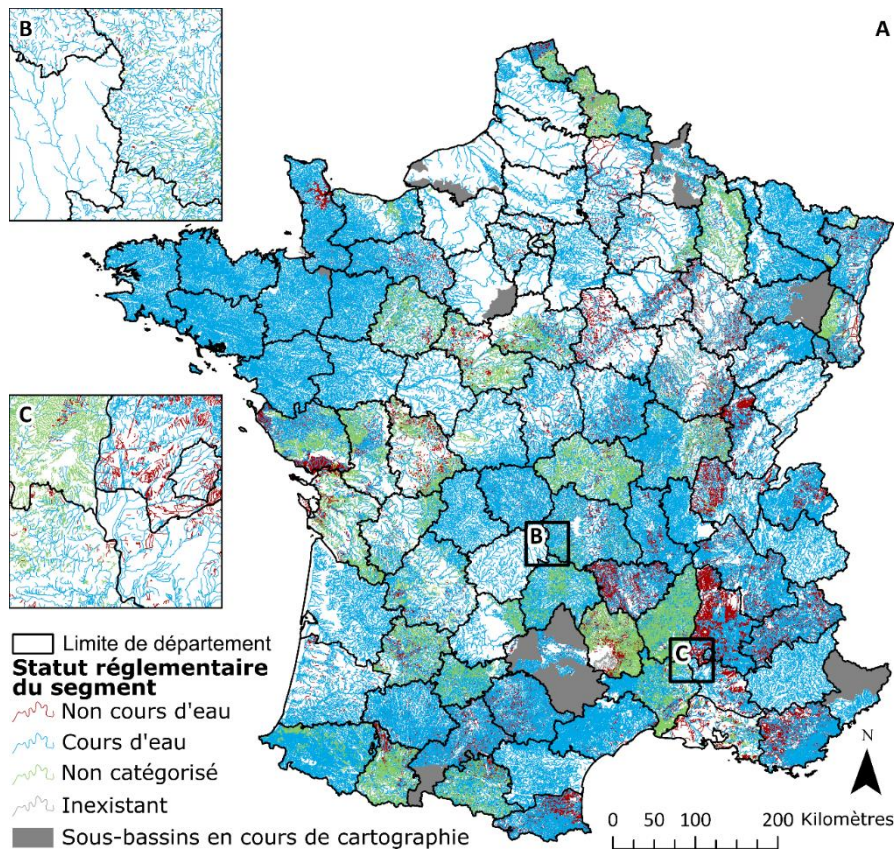 B
A
C
B
C
Limite de département
Statut réglementaire
du segment
Non cours d'eau
Cours d'eau
Non catégorisé
Inexistant
Sous-bassins en cours de cartographie
N
0 50 100 200 Kilomètres